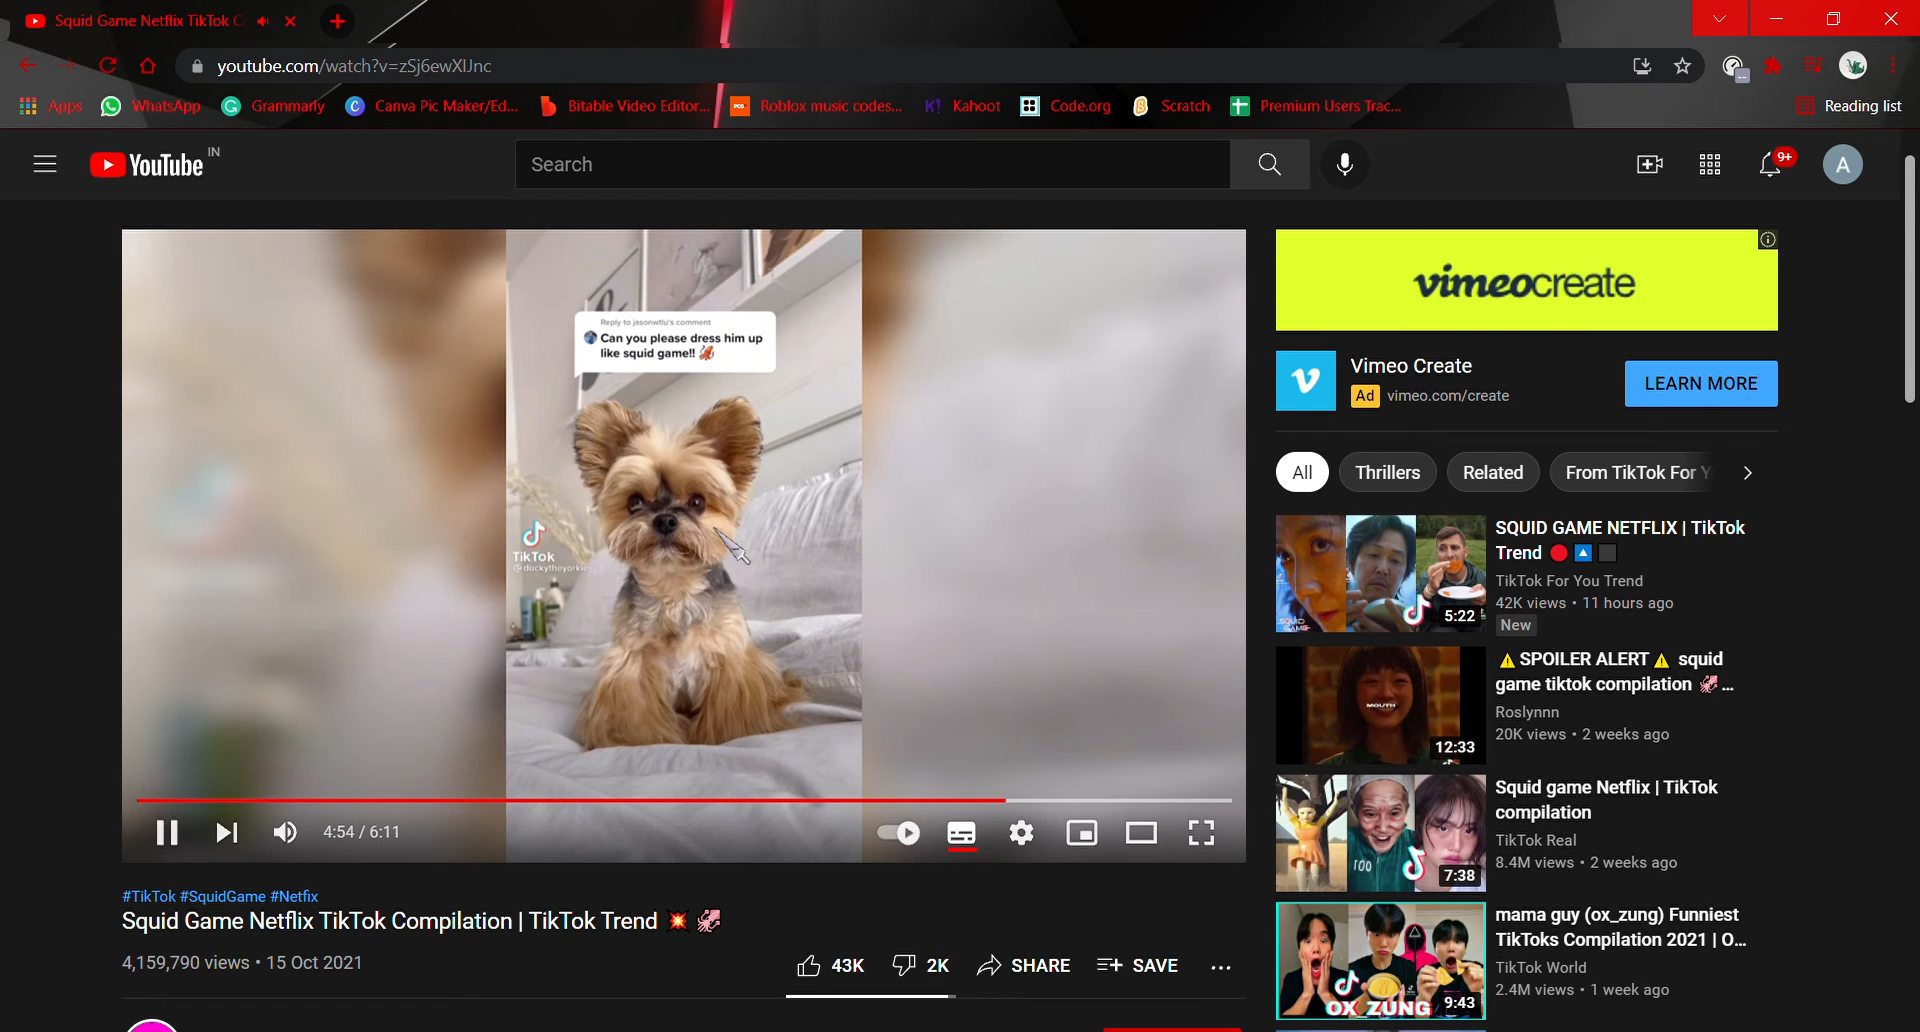 Squid Game Netflix TikTok C
youtube.com/watch?v=zSj6ewXIJnc
Apps WhatsApp Grammarly Canva Pic Maker/Ed... Bitable Video Editor... Roblox music codes... Kahoot Code.org Scratch Premium Users Trac... Reading list
YouTube IN
Search
9+
A
Reply to jasonwtlu's comment
Can you please dress him up
like squid game!! 🦑
TikTok
@duckytheyorkie
4:54 / 6:11
#TikTok #SquidGame #Netfix
Squid Game Netflix TikTok Compilation | TikTok Trend 💥 🦑
4,159,790 views • 15 Oct 2021
43K 2K SHARE SAVE ...
vimeocreate
Vimeo Create
Ad vimeo.com/create
LEARN MORE
All Thrillers Related From TikTok For Y
SQUID GAME
5:22
SQUID GAME NETFLIX | TikTok
Trend 🔴 🔼 ⬛
TikTok For You Trend
42K views • 11 hours ago
New
MOUTH
12:33
⚠️ SPOILER ALERT ⚠️ squid
game tiktok compilation 🦑 ...
Roslynnn
20K views • 2 weeks ago
100
7:38
Squid game Netflix | TikTok
compilation
TikTok Real
8.4M views • 2 weeks ago
OX_ZUNG
9:43
mama guy (ox_zung) Funniest
TikToks Compilation 2021 | O...
TikTok World
2.4M views • 1 week ago